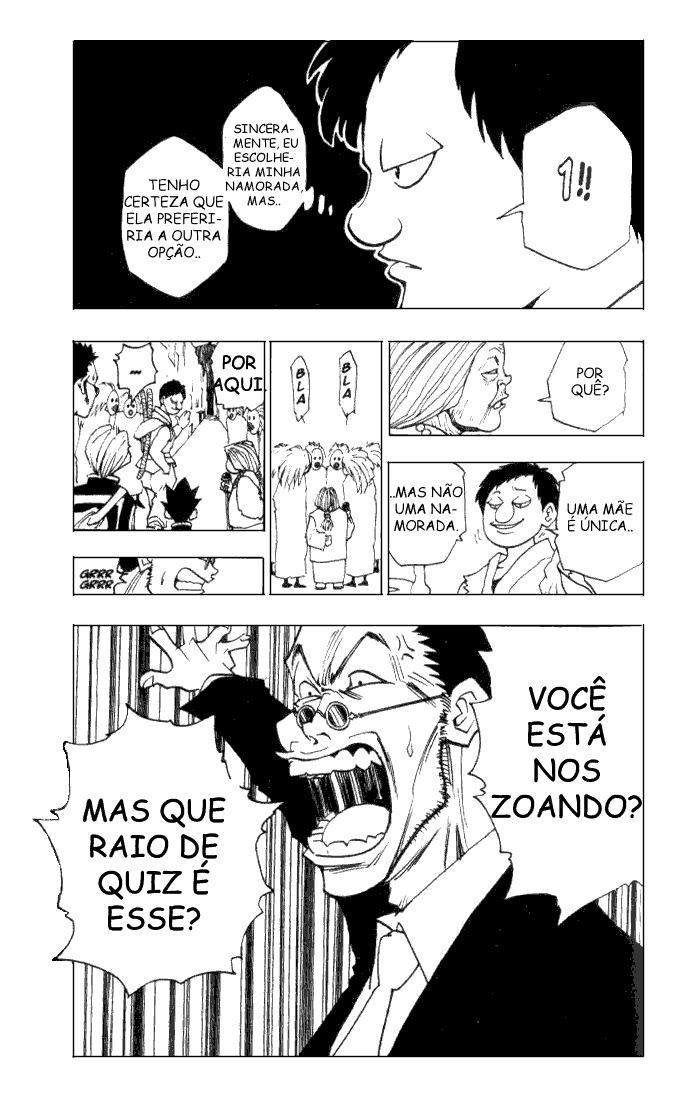 1!!
SINCERA-
MENTE, EU
ESCOLHE-
RIA MINHA
NAMORADA,
MAS..
TENHO
CERTEZA QUE
ELA PREFERI-
RIA A OUTRA
OPÇÃO..
POR
QUÊ?
UMA MÃE
É ÚNICA..
..MAS NÃO
UMA NA-
MORADA.
BLA
BLA
POR
AQUI.
GRRR
GRRR
VOCÊ
ESTÁ
NOS
ZOANDO?
MAS QUE
RAIO DE
QUIZ É
ESSE?